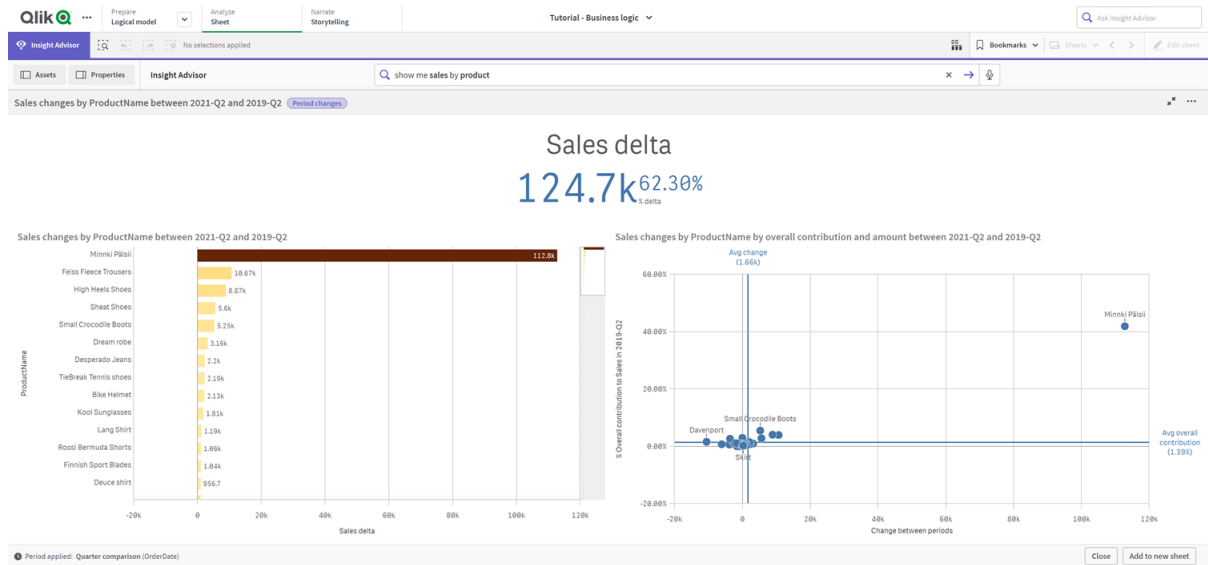 Qlik
Prepare
Logical model
Analyze
Sheet
Narrate
Storytelling
Tutorial - Business logic
Ask Insight Advisor
Insight Advisor
No selections applied
Bookmarks
Sheets
Edit sheet
Assets
Properties
Insight Advisor
show me sales by product
Sales changes by ProductName between 2021-Q2 and 2019-Q2
Period changes
Sales delta
124.7k
62.30%
% delta
Sales changes by ProductName between 2021-Q2 and 2019-Q2
ProductName
Minnki Pälsii
112.8k
Feiss Fleece Trousers
10.67k
High Heels Shoes
8.87k
Sheat Shoes
5.6k
Small Crocodile Boots
5.25k
Dream robe
3.16k
Desperado Jeans
2.2k
TieBreak Tennis shoes
2.19k
Bike Helmet
2.13k
Kool Sunglasses
1.81k
Lang Shirt
1.19k
Rossi Bermuda Shorts
1.06k
Finnish Sport Blades
1.04k
Deuce shirt
956.7
-20k 0 20k 40k 60k 80k 100k 120k
Sales delta
Sales changes by ProductName by overall contribution and amount between 2021-Q2 and 2019-Q2
Avg change
(1.66k)
% Overall contribution to Sales in 2019-Q2
60.00%
40.00%
20.00%
0.00%
-20.00%
Minnki Pälsii
Small Crocodile Boots
Davenport
Skirt
Avg overall
contribution
(1.39%)
-20k 0 20k 40k 60k 80k 100k 120k
Change between periods
Period applied: Quarter comparison (OrderDate)
Close
Add to new sheet